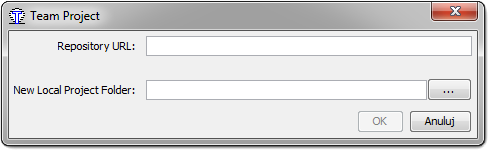 Team Project
Repository URL:
New Local Project Folder:
...
OK
Anuluj